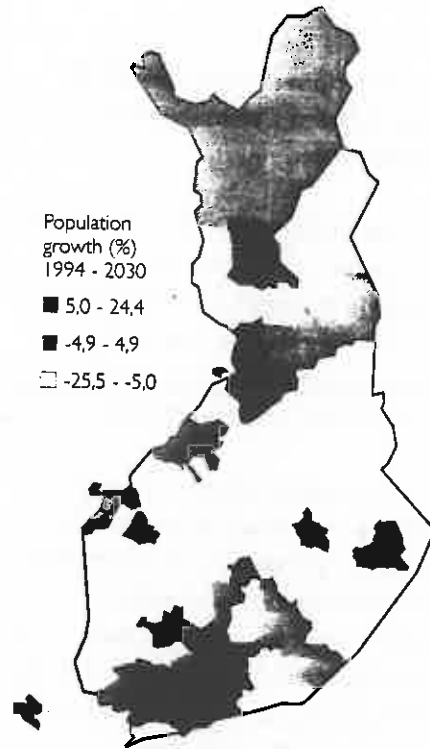 Population
growth (%)
1994 - 2030
5,0 - 24,4
-4,9 - 4,9
-25,5 - -5,0